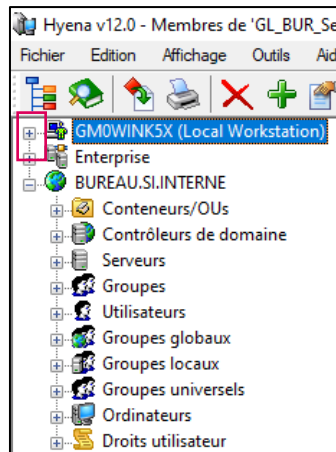 Hyena v12.0 - Membres de 'GL_BUR_Se
Fichier Edition Affichage Outils Aid
GM0WINK5X (Local Workstation)
Enterprise
BUREAU.SI.INTERNE
Conteneurs/OUs
Contrôleurs de domaine
Serveurs
Groupes
Utilisateurs
Groupes globaux
Groupes locaux
Groupes universels
Ordinateurs
Droits utilisateur